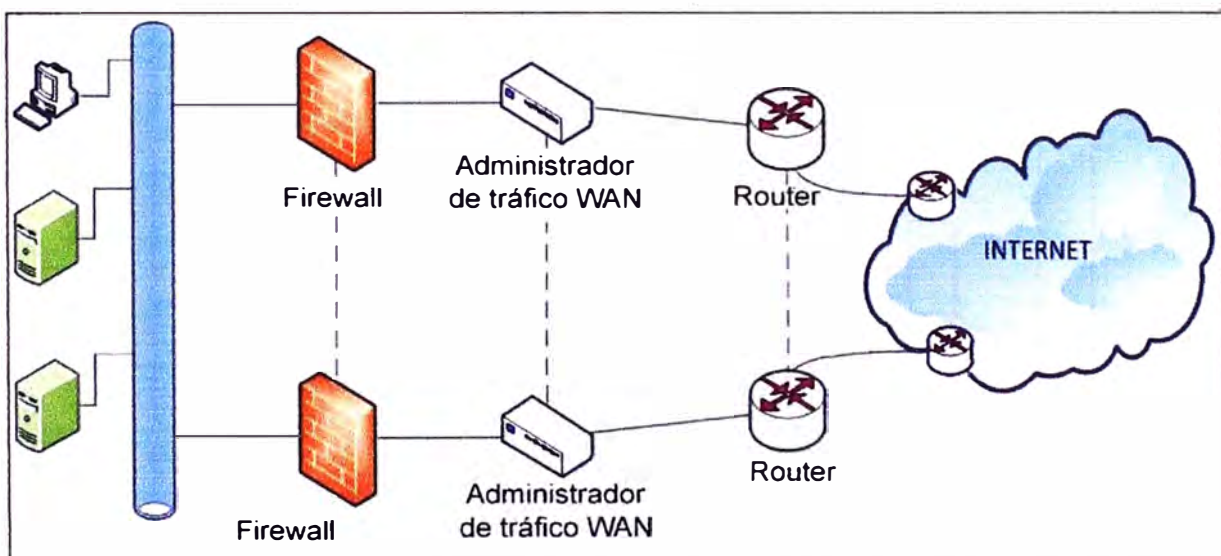 Firewall
Administrador
de tráfico WAN
Router
INTERNET
Firewall
Administrador
de tráfico WAN
Router